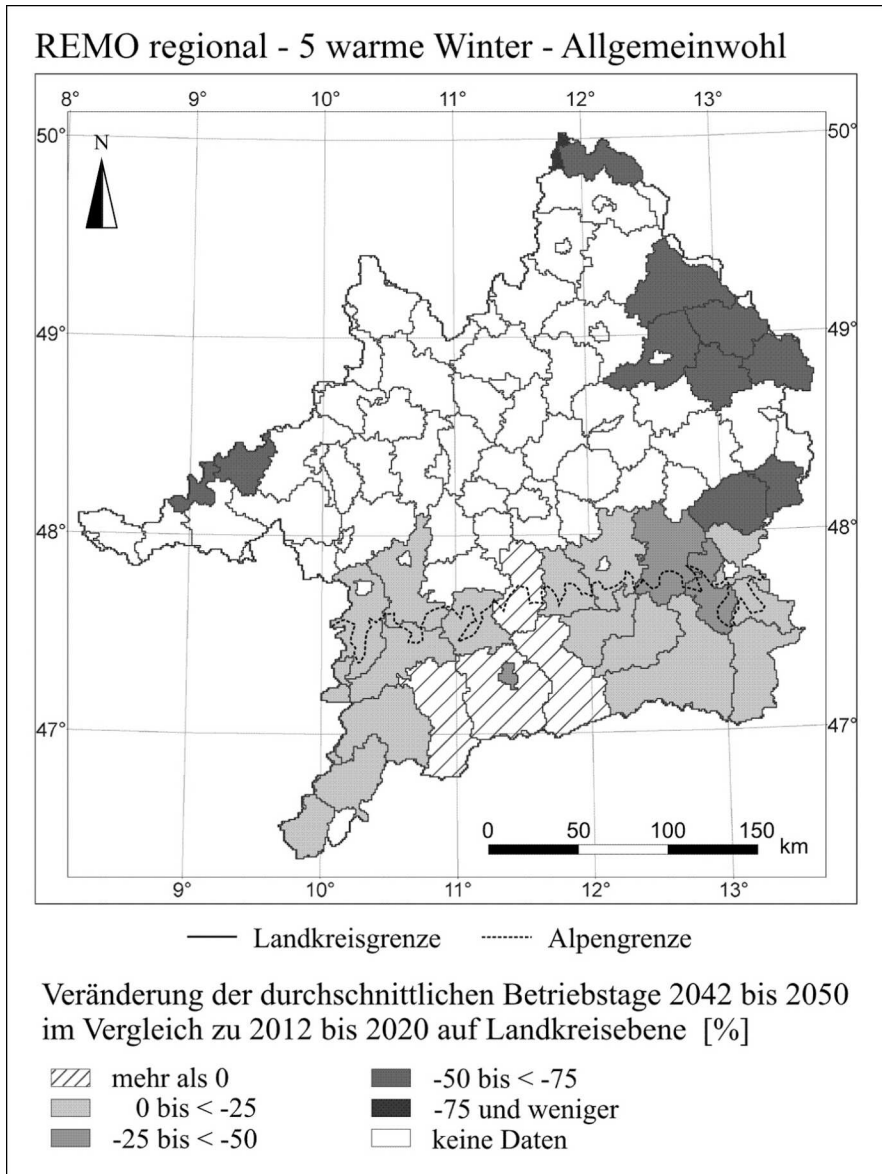 REMO regional - 5 warme Winter - Allgemeinwohl
8° 9° 10° 11° 12° 13°
50° 50°
N
49° 49°
48° 48°
47° 47°
0 50 100 150
km
9° 10° 11° 12° 13°
Landkreisgrenze Alpengrenze
Veränderung der durchschnittlichen Betriebstage 2042 bis 2050
im Vergleich zu 2012 bis 2020 auf Landkreisebene [%]
mehr als 0 -50 bis < -75
0 bis < -25 -75 und weniger
-25 bis < -50 keine Daten